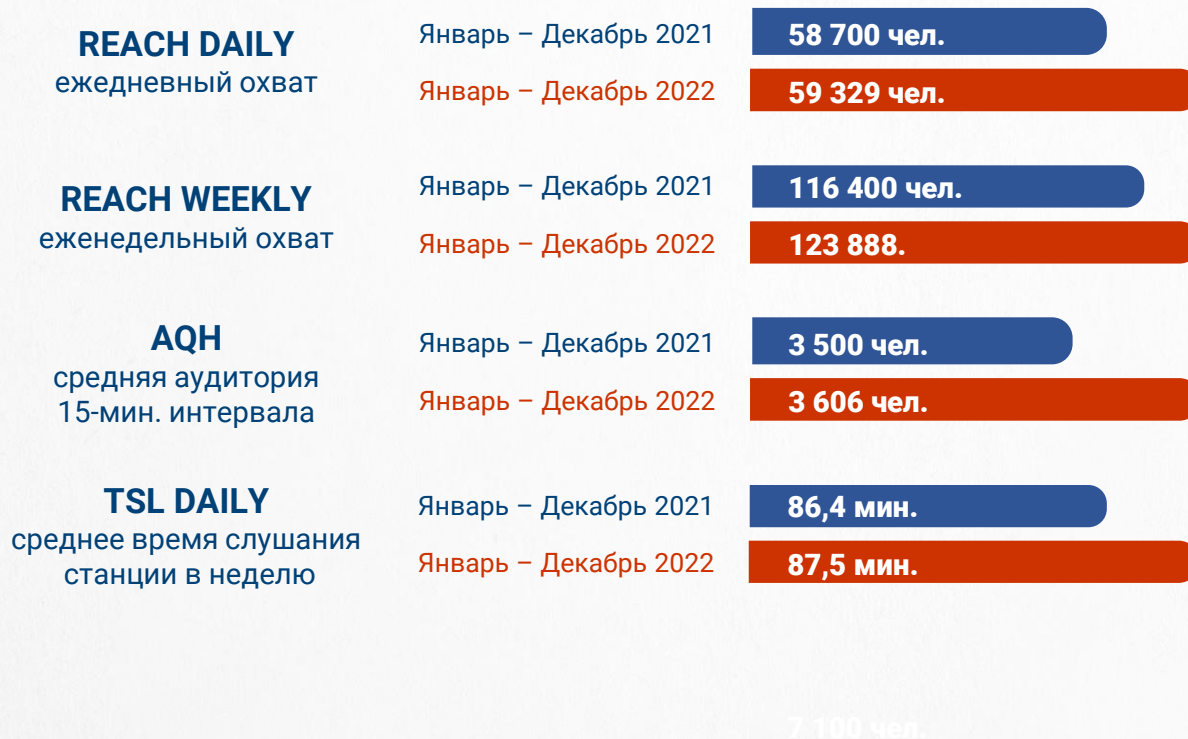 REACH DAILY
ежедневный охват
Январь – Декабрь 2021
58 700 чел.
Январь – Декабрь 2022
59 329 чел.
REACH WEEKLY
еженедельный охват
Январь – Декабрь 2021
116 400 чел.
Январь – Декабрь 2022
123 888.
AQH
средняя аудитория
15-мин. интервала
Январь – Декабрь 2021
3 500 чел.
Январь – Декабрь 2022
3 606 чел.
TSL DAILY
среднее время слушания
станции в неделю
Январь – Декабрь 2021
86,4 мин.
Январь – Декабрь 2022
87,5 мин.
7 100 чел.